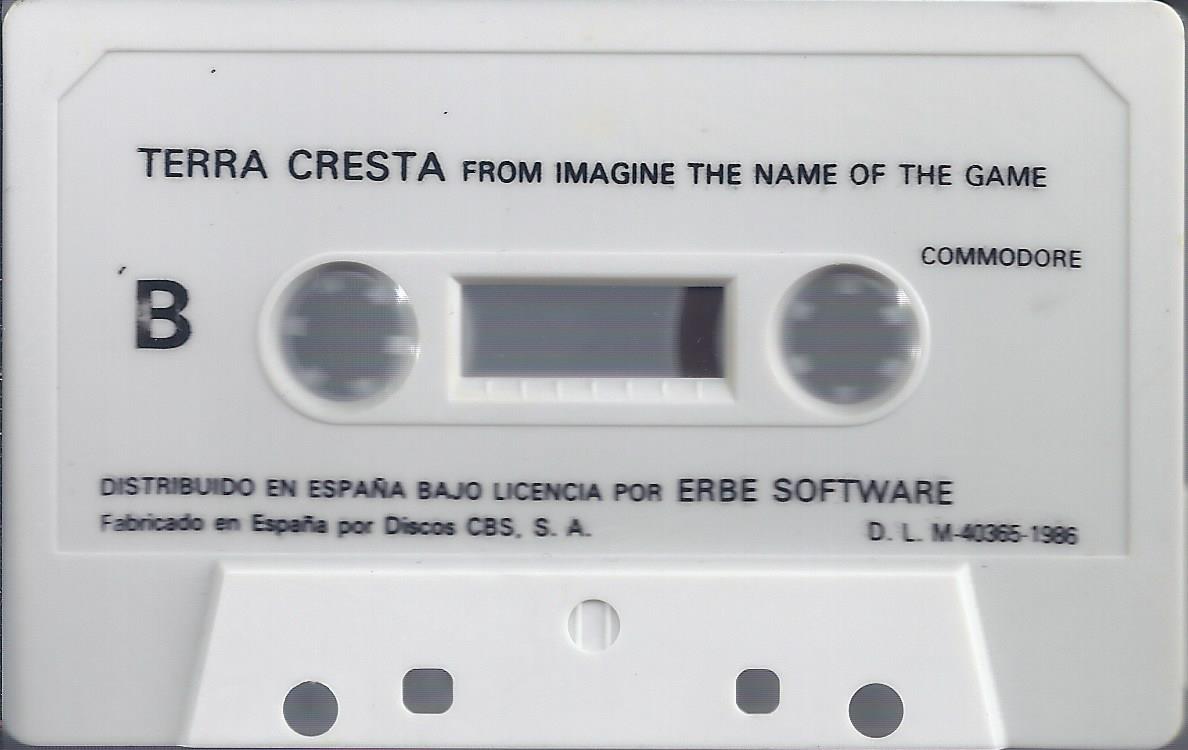 TERRA CRESTA FROM IMAGINE THE NAME OF THE GAME
COMMODORE
B
DISTRIBUIDO EN ESPAÑA BAJO LICENCIA POR ERBE SOFTWARE
Fabricado en España por Discos CBS, S. A. D. L. M-40365-1986